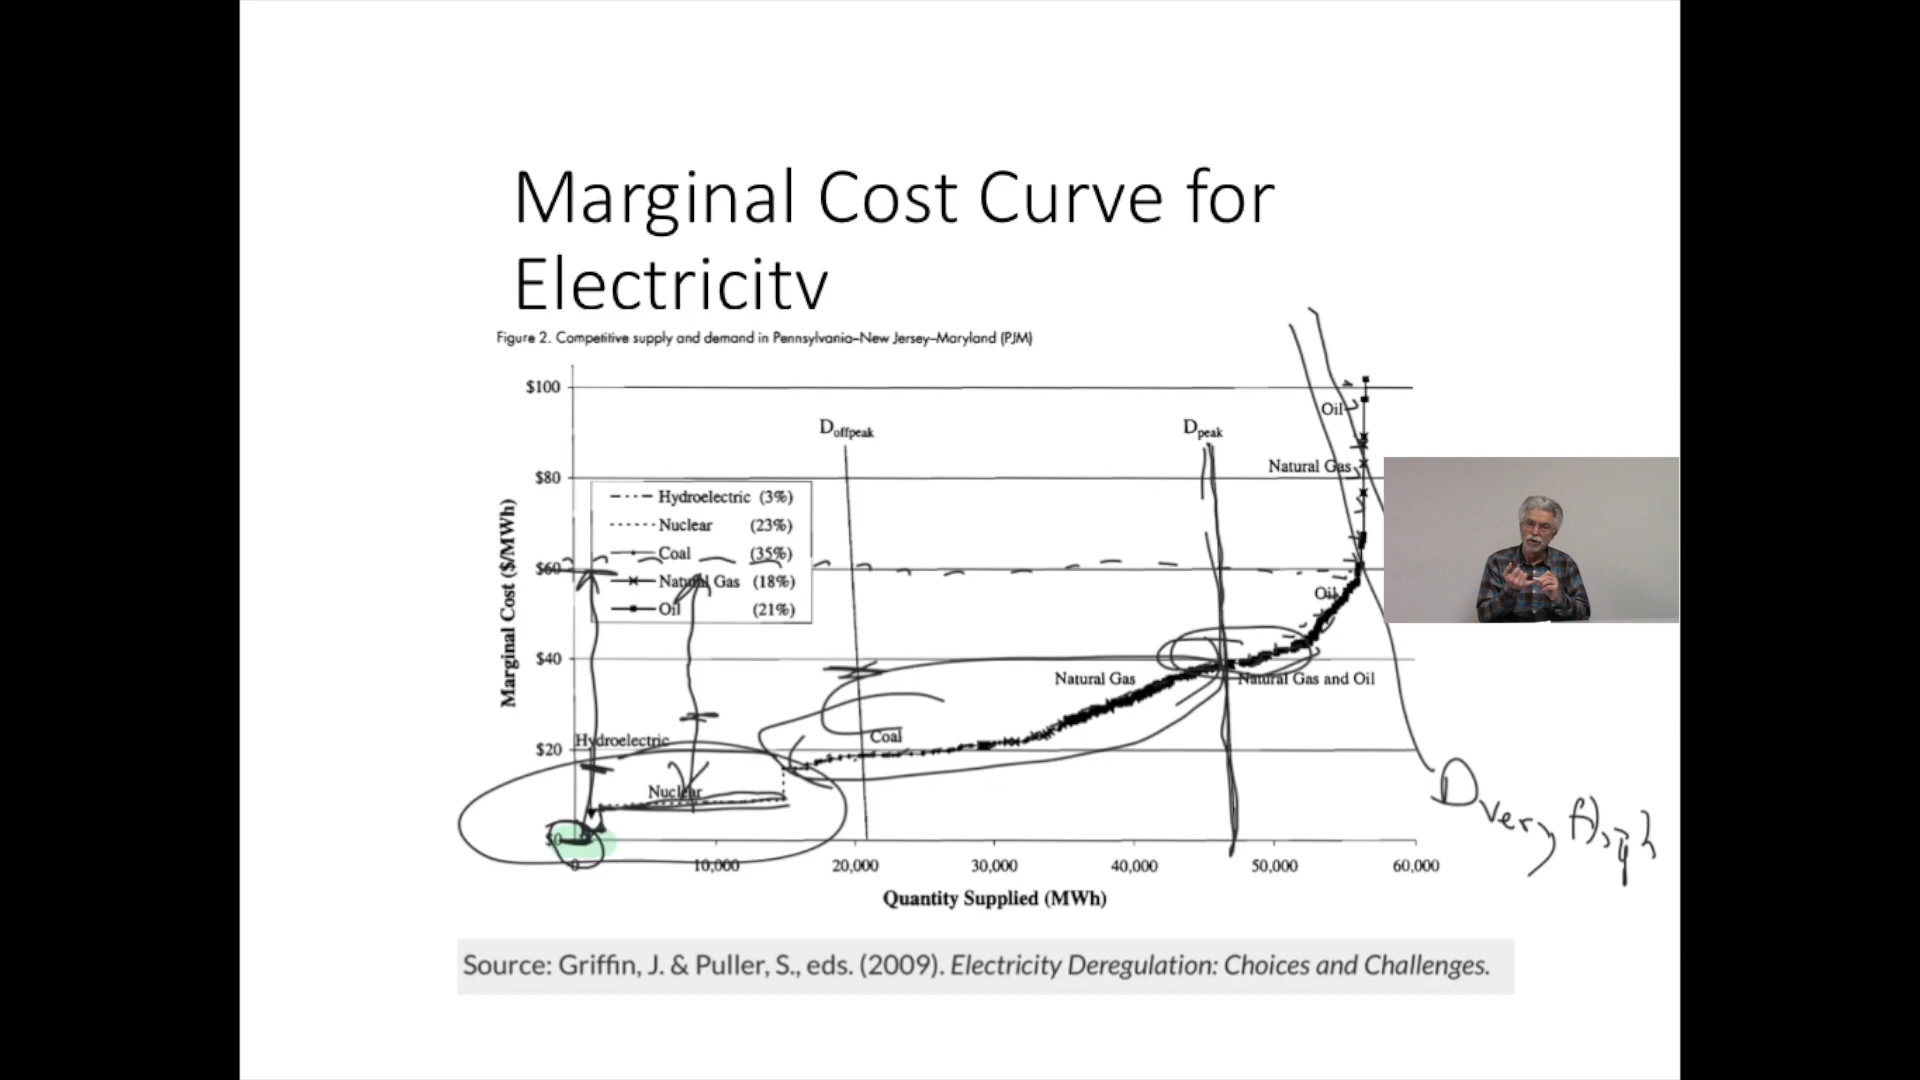 Marginal Cost Curve for
Electricity
Figure 2. Competitive supply and demand in Pennsylvania–New Jersey–Maryland (PJM)
$100
$80
$60
$40
$20
$0
Marginal Cost ($/MWh)
D offpeak
D peak
Hydroelectric (3%)
Nuclear (23%)
Coal (35%)
Natural Gas (18%)
Oil (21%)
Oil
Natural Gas
Oil
Natural Gas
Natural Gas and Oil
Coal
Hydroelectric
Nuclear
D very
0
10,000
20,000
30,000
40,000
50,000
60,000
Quantity Supplied (MWh)
Source: Griffin, J. & Puller, S., eds. (2009). Electricity Deregulation: Choices and Challenges.